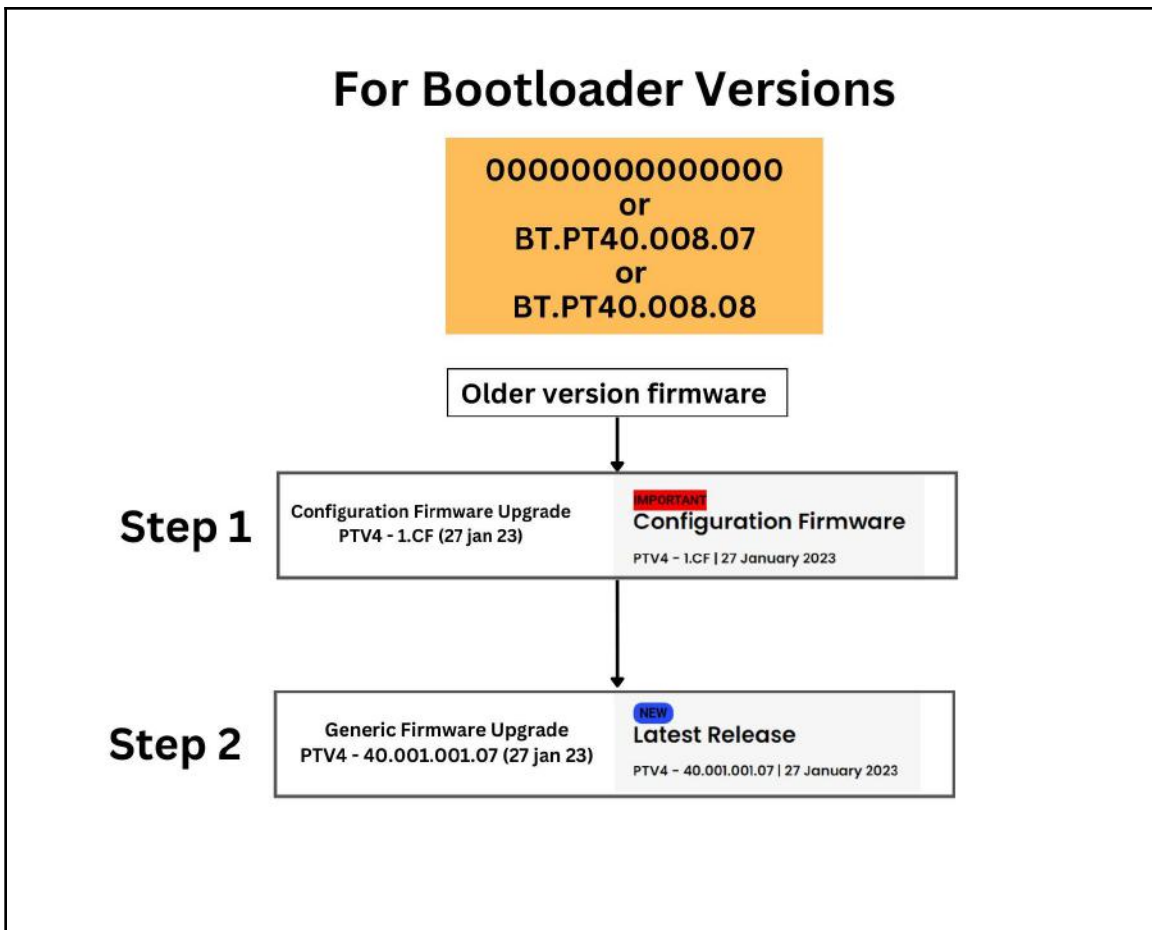 For Bootloader Versions
00000000000000
or
BT.PT40.008.07
or
BT.PT40.008.08
Older version firmware
Step 1
Configuration Firmware Upgrade
PTV4 - 1.CF (27 jan 23)
IMPORTANT
Configuration Firmware
PTV4 - 1.CF | 27 January 2023
Step 2
Generic Firmware Upgrade
PTV4 - 40.001.001.07 (27 jan 23)
NEW
Latest Release
PTV4 - 40.001.001.07 | 27 January 2023